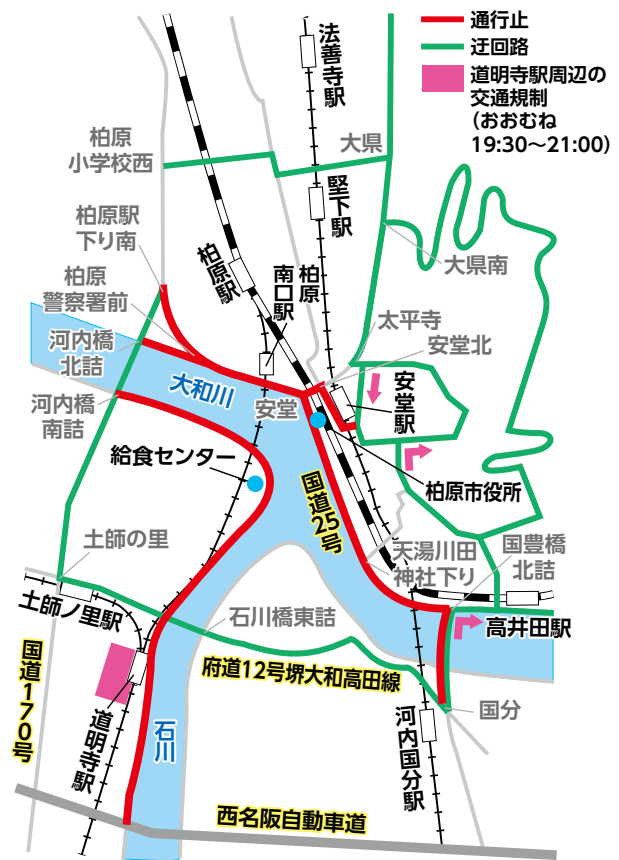 通行止
迂回路
道明寺駅周辺の
交通規制
(おおむね
19:30～21:00)
法善寺駅
柏原
小学校西
大県
堅下駅
柏原駅
下り南
大県南
柏原駅
柏原
南口駅
柏原
警察署前
太平寺
河内橋
北詰
安堂北
大和川
安堂駅
河内橋
南詰
安堂
給食センター
柏原市役所
国道25号
土師の里
天湯川田
神社下り
国豊橋
北詰
土師ノ里駅
石川橋東詰
高井田駅
国道170号
府道12号堺大和高田線
道明寺駅
石川
河内国分駅
国分
西名阪自動車道